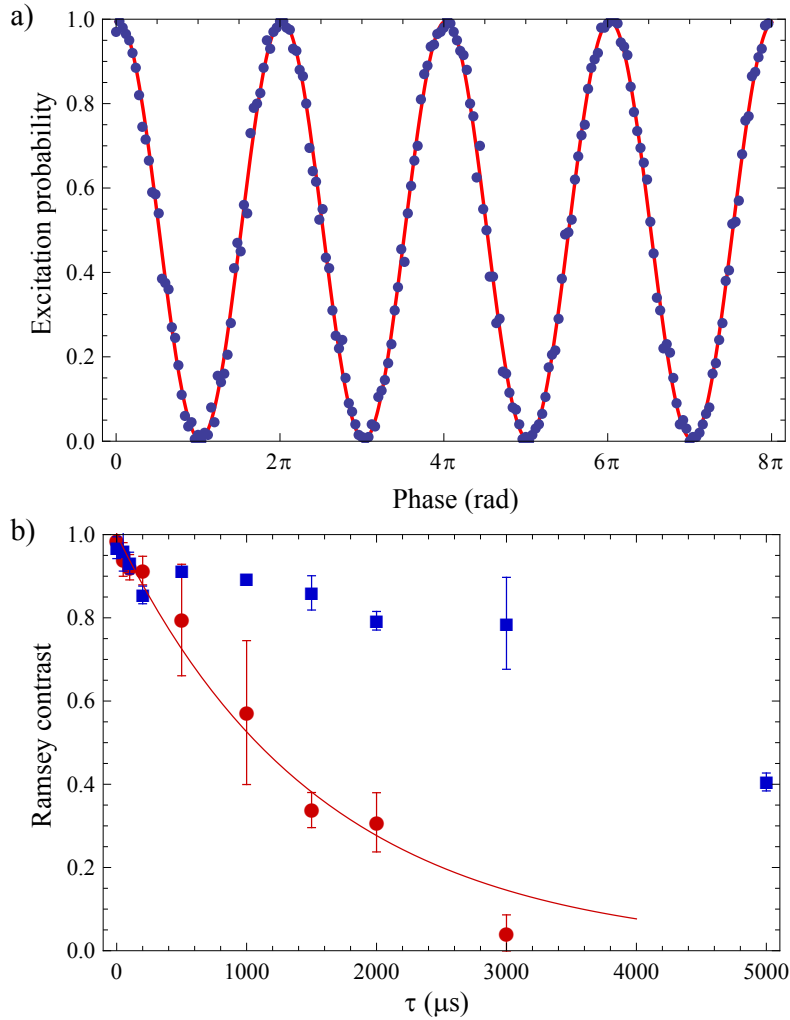 a)
Excitation probability
1.0
0.8
0.6
0.4
0.2
0.0
0 2π 4π 6π 8π
Phase (rad)
b)
Ramsey contrast
1.0
0.8
0.6
0.4
0.2
0.0
0 1000 2000 3000 4000 5000
τ (μs)